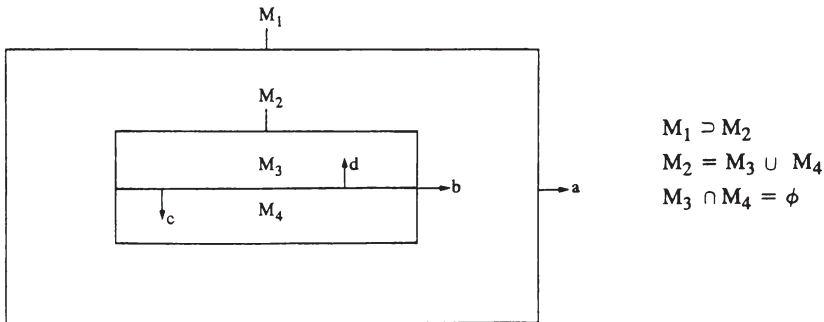 M₁
M₂
M₃
d
b
a
c
M₄
M₁ ⊃ M₂
M₂ = M₃ ∪ M₄
M₃ ∩ M₄ = ϕ